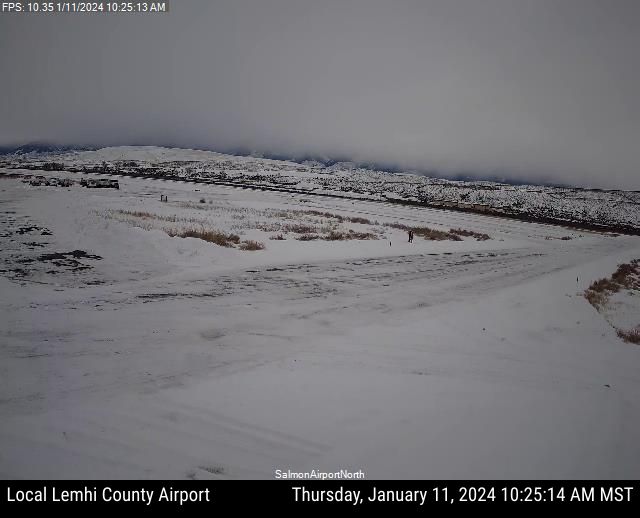 FPS: 10.35 1/11/2024 10:25:13 AM
SalmonAirportNorth
Local Lemhi County Airport Thursday, January 11, 2024 10:25:14 AM MST